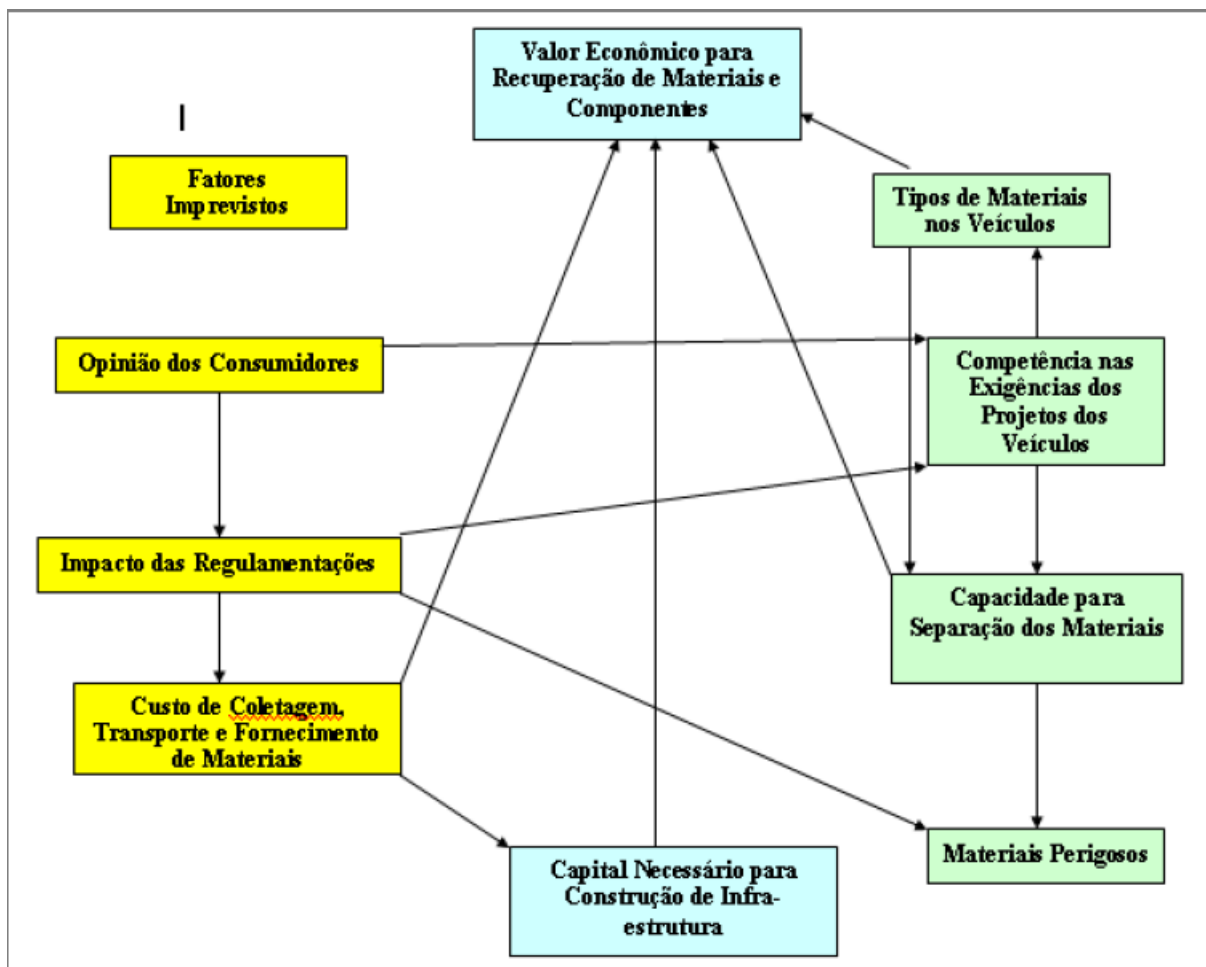 Valor Econômico para
Recuperação de Materiais e
Componentes
Fatores
Imprevistos
Tipos de Materiais
nos Veículos
Opinião dos Consumidores
Competência nas
Exigências dos
Projetos dos
Veículos
Impacto das Regulamentações
Capacidade para
Separação dos Materiais
Custo de Coletagem,
Transporte e Fornecimento
de Materiais
Materiais Perigosos
Capital Necessário para
Construção de Infra-
estrutura